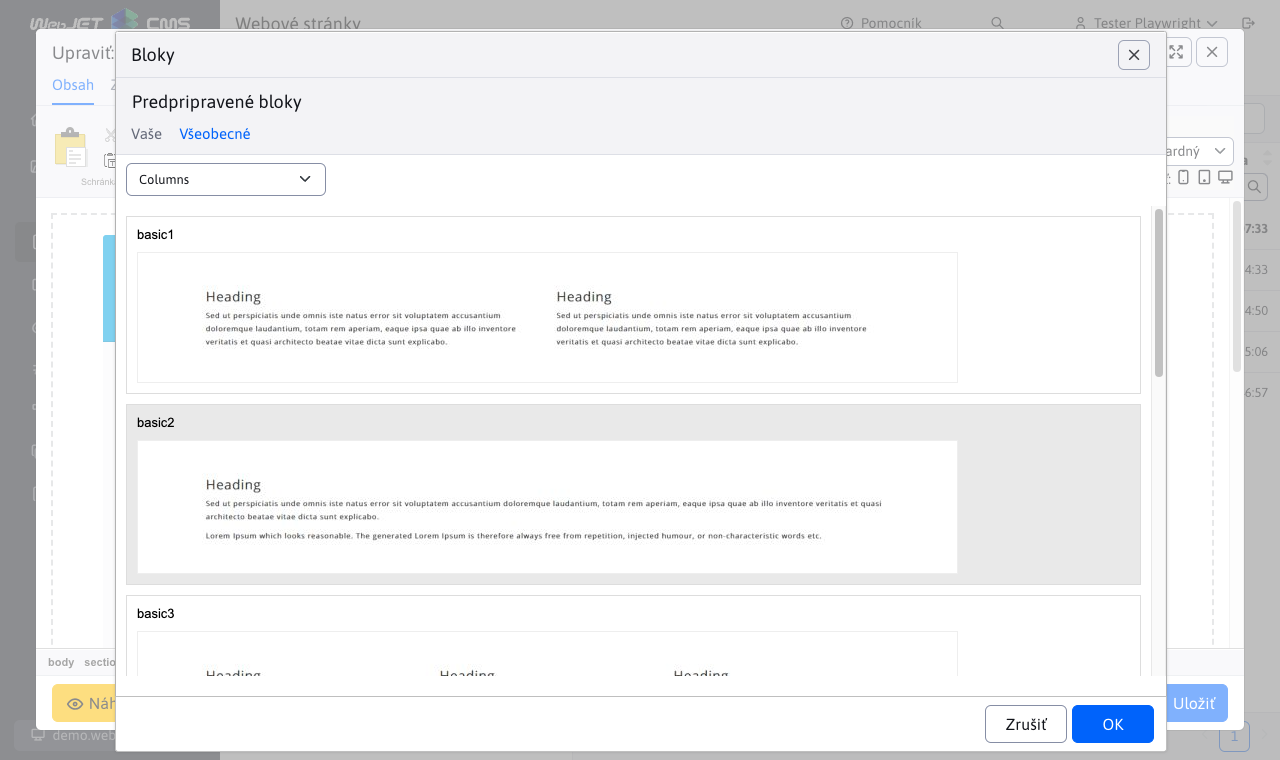 WebJET CMS
Webové stránky
Pomocník
Tester Playwright
Upraviť:
Bloky
Obsah
Predpripravené bloky
Vaše
Všeobecné
Schránka
ardný
Columns
basic1
Heading
Sed ut perspiciatis unde omnis iste natus error sit voluptatem accusantium
doloremque laudantium, totam rem aperiam, eaque ipsa quae ab illo inventore
veritatis et quasi architecto beatae vitae dicta sunt explicabo.
Heading
Sed ut perspiciatis unde omnis iste natus error sit voluptatem accusantium
doloremque laudantium, totam rem aperiam, eaque ipsa quae ab illo inventore
veritatis et quasi architecto beatae vitae dicta sunt explicabo.
7:33
4:33
4:50
5:06
6:57
basic2
Heading
Sed ut perspiciatis unde omnis iste natus error sit voluptatem accusantium doloremque laudantium, totam rem aperiam, eaque ipsa quae ab illo inventore veritatis et quasi
architecto beatae vitae dicta sunt explicabo.
Lorem Ipsum which looks reasonable. The generated Lorem Ipsum is therefore always free from repetition, injected humour, or non-characteristic words etc.
basic3
Heading
Heading
Heading
body sectio
Náh
Uložiť
Zrušiť
OK
demo.web
1